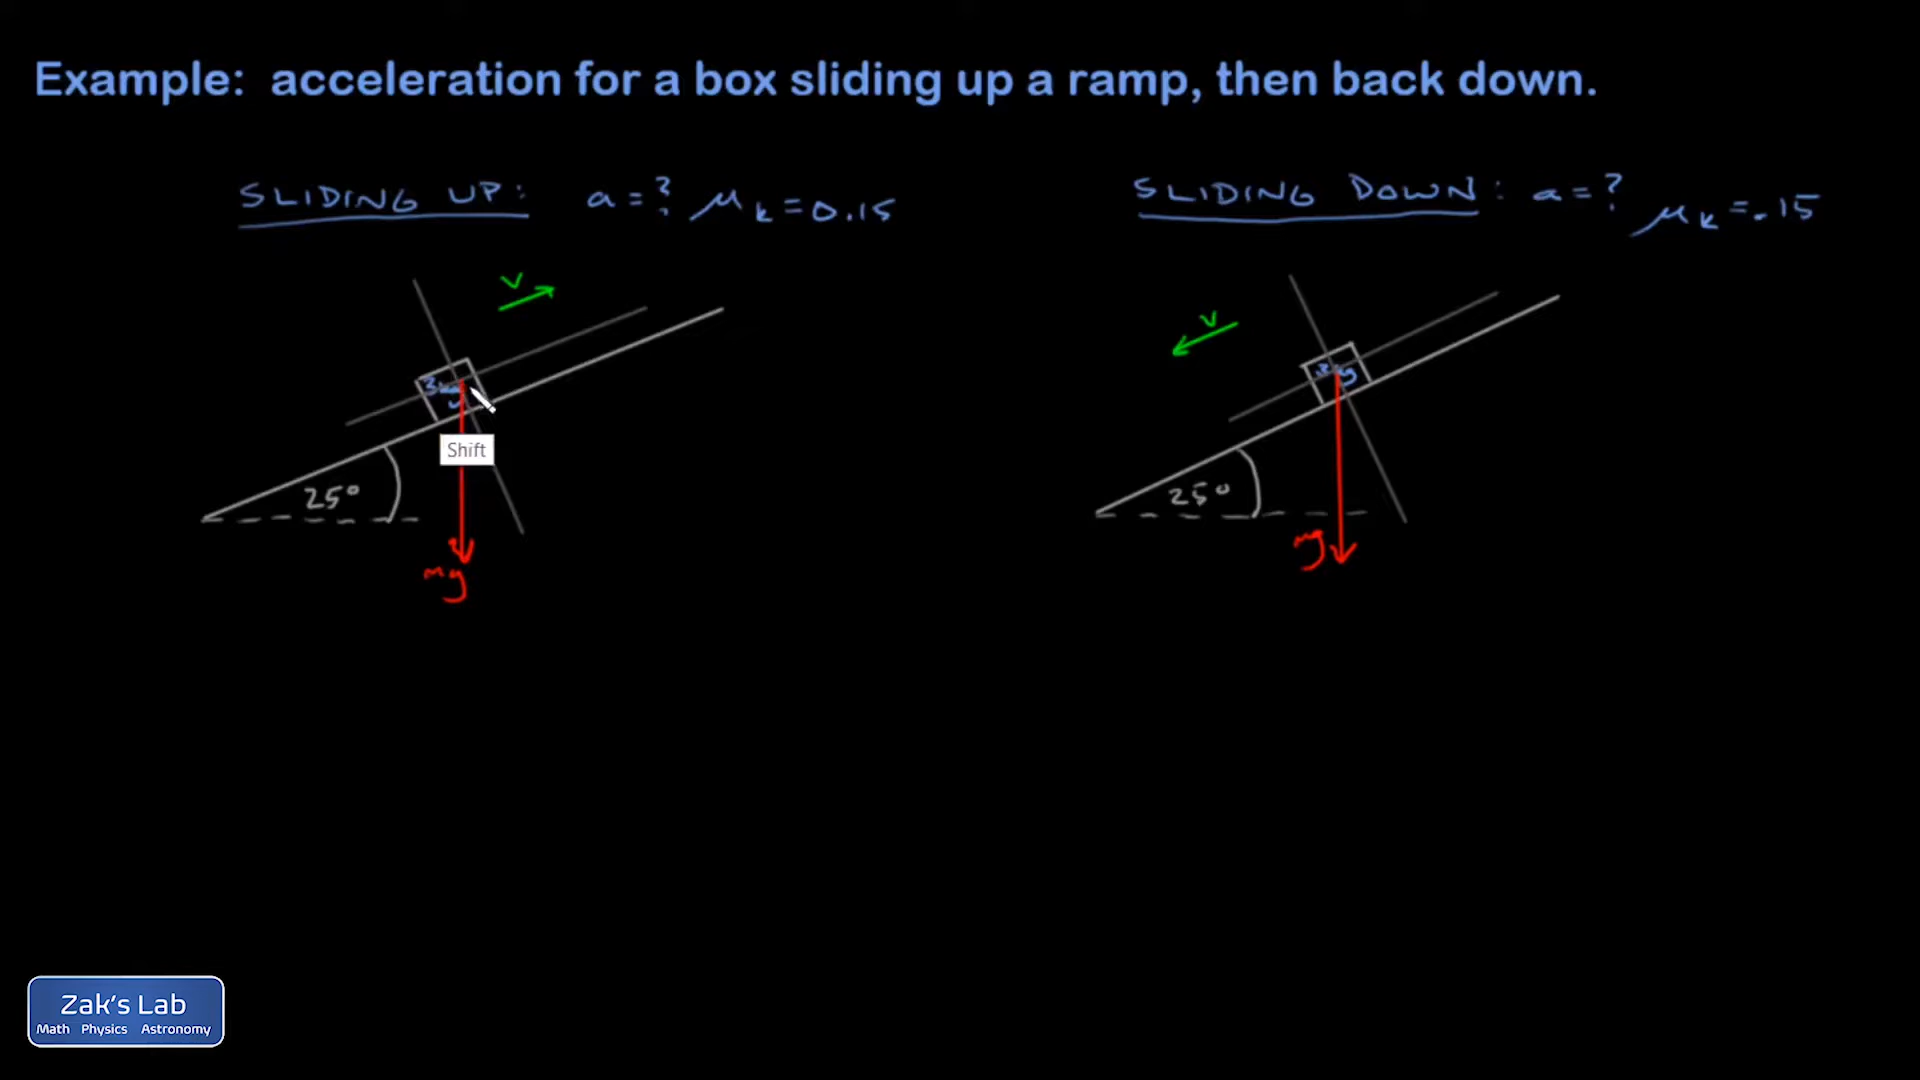 Example: acceleration for a box sliding up a ramp, then back down.
SLIDING UP: a=? μk=0.15
SLIDING DOWN: a=? μk=.15
v
v
3kg
Shift
25°
25°
mg
mg
Zak's Lab
Math Physics Astronomy